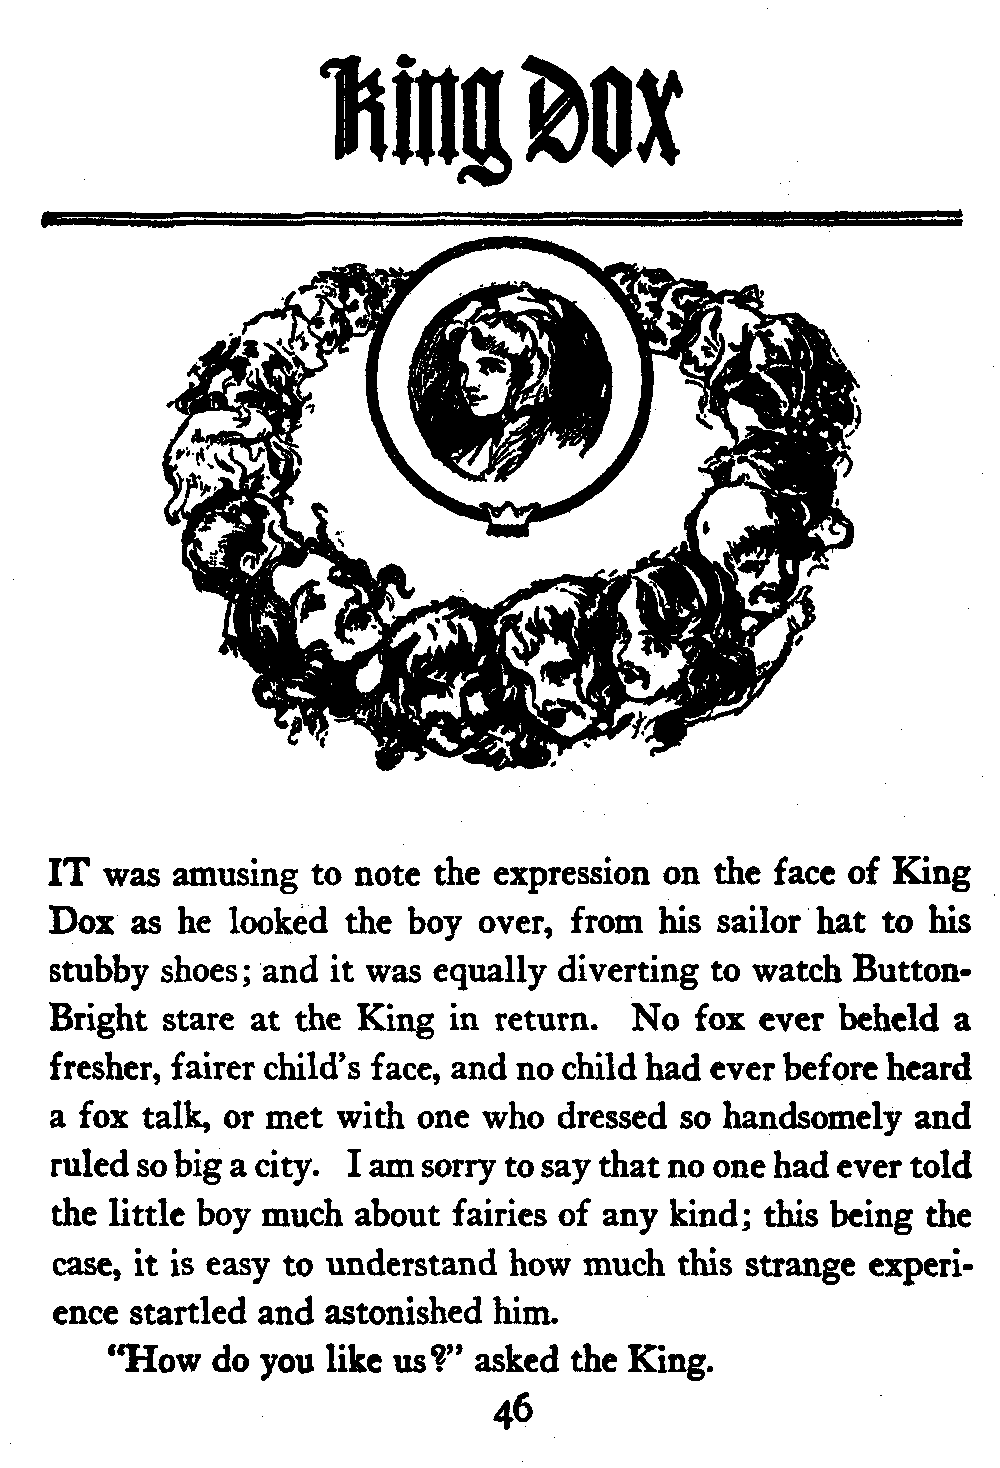 King Dox
IT was amusing to note the expression on the face of King
Dox as he looked the boy over, from his sailor hat to his
stubby shoes; and it was equally diverting to watch Button-
Bright stare at the King in return. No fox ever beheld a
fresher, fairer child's face, and no child had ever before heard
a fox talk, or met with one who dressed so handsomely and
ruled so big a city. I am sorry to say that no one had ever told
the little boy much about fairies of any kind; this being the
case, it is easy to understand how much this strange experi-
ence startled and astonished him.
"How do you like us?" asked the King.
46